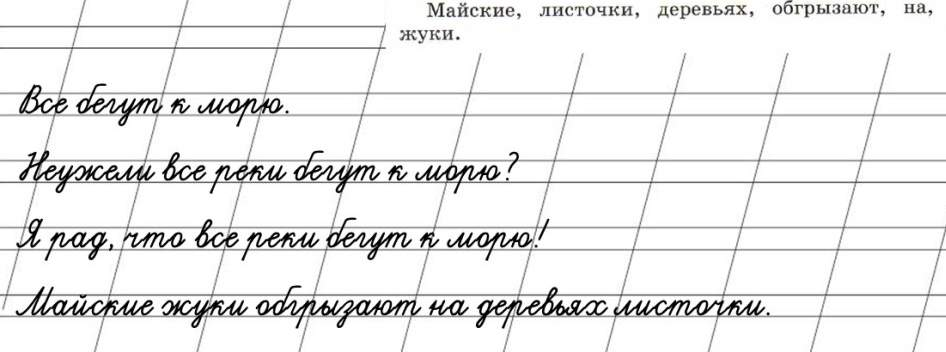 Майские, листочки, деревьях, обгрызают, на,
жуки.
Все бегут к морю.
Неужели все реки бегут к морю?
Я рад, что все реки бегут к морю!
Майские жуки обгрызают на деревьях листочки.